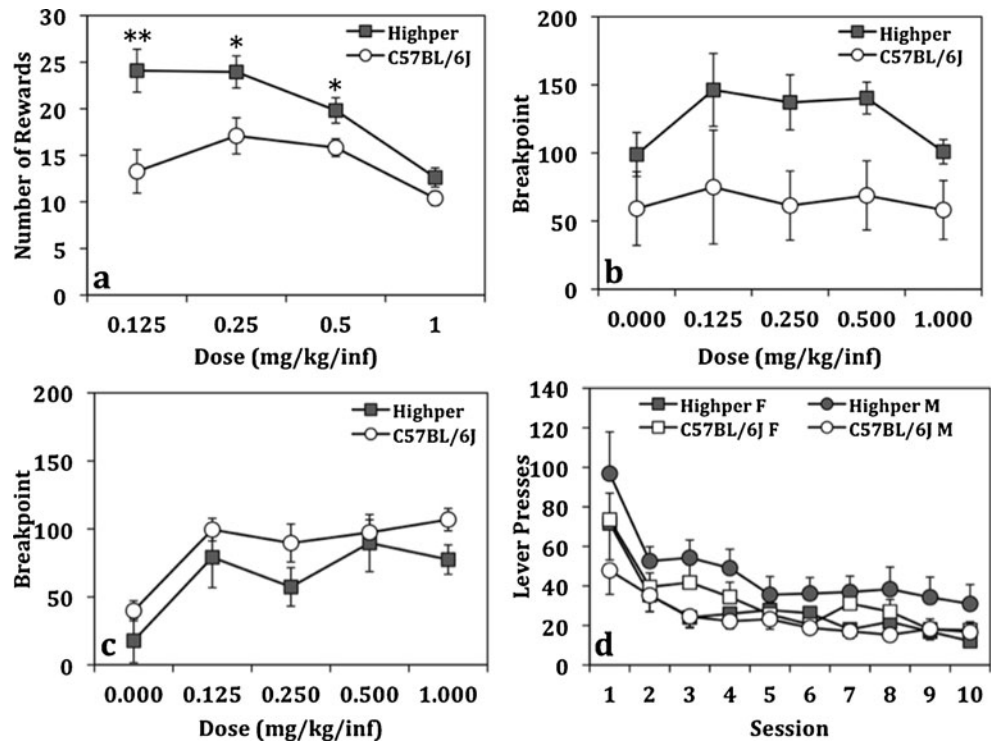 30
25
20
15
10
5
0
Number of Rewards
**
*
*
Highper
C57BL/6J
a
0.125 0.25 0.5 1
Dose (mg/kg/inf)
200
150
100
50
0
Breakpoint
Highper
C57BL/6J
b
0.000 0.125 0.250 0.500 1.000
Dose (mg/kg/inf)
200
150
100
50
0
Breakpoint
Highper
C57BL/6J
c
0.000 0.125 0.250 0.500 1.000
Dose (mg/kg/inf)
140
120
100
80
60
40
20
0
Lever Presses
Highper F Highper M
C57BL/6J F C57BL/6J M
d
1 2 3 4 5 6 7 8 9 10
Session